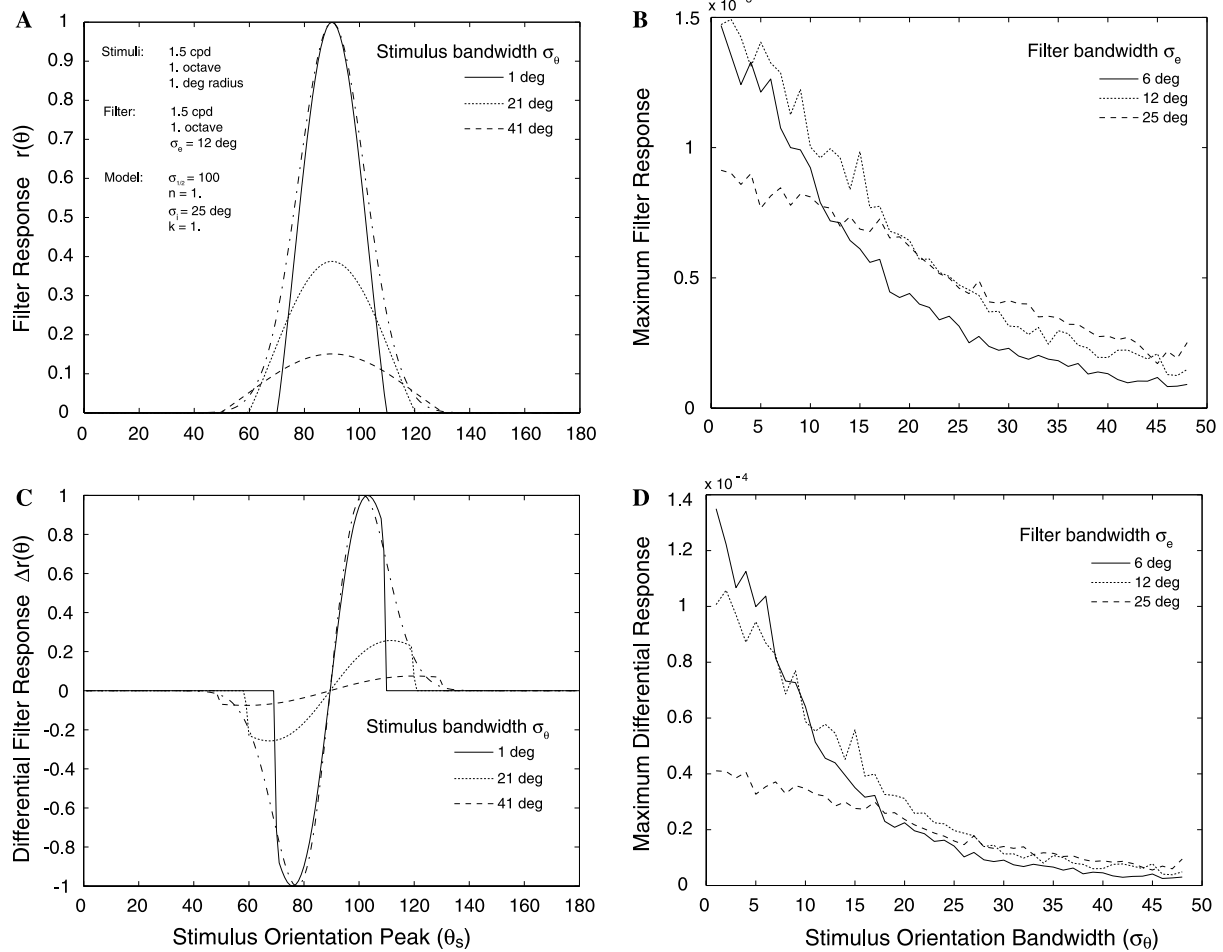 A
Filter Response r(θ)
1
0.9
0.8
0.7
0.6
0.5
0.4
0.3
0.2
0.1
0
Stimuli: 1.5 cpd
1. octave
1. deg radius
Filter: 1.5 cpd
1. octave
σe = 12 deg
Model: σ1/2 = 100
n = 1.
σi = 25 deg
k = 1.
Stimulus bandwidth σθ
1 deg
21 deg
41 deg
0 20 40 60 80 100 120 140 160 180
B
Maximum Filter Response
1.5
1
0.5
0
Filter bandwidth σe
6 deg
12 deg
25 deg
0 5 10 15 20 25 30 35 40 45 50
C
Differential Filter Response Δr(θ)
1
0.8
0.6
0.4
0.2
0
-0.2
-0.4
-0.6
-0.8
-1
Stimulus bandwidth σθ
1 deg
21 deg
41 deg
0 20 40 60 80 100 120 140 160 180
Stimulus Orientation Peak (θs)
D
x 10⁻⁴
Maximum Differential Response
1.4
1.2
1
0.8
0.6
0.4
0.2
0
Filter bandwidth σe
6 deg
12 deg
25 deg
0 5 10 15 20 25 30 35 40 45 50
Stimulus Orientation Bandwidth (σθ)